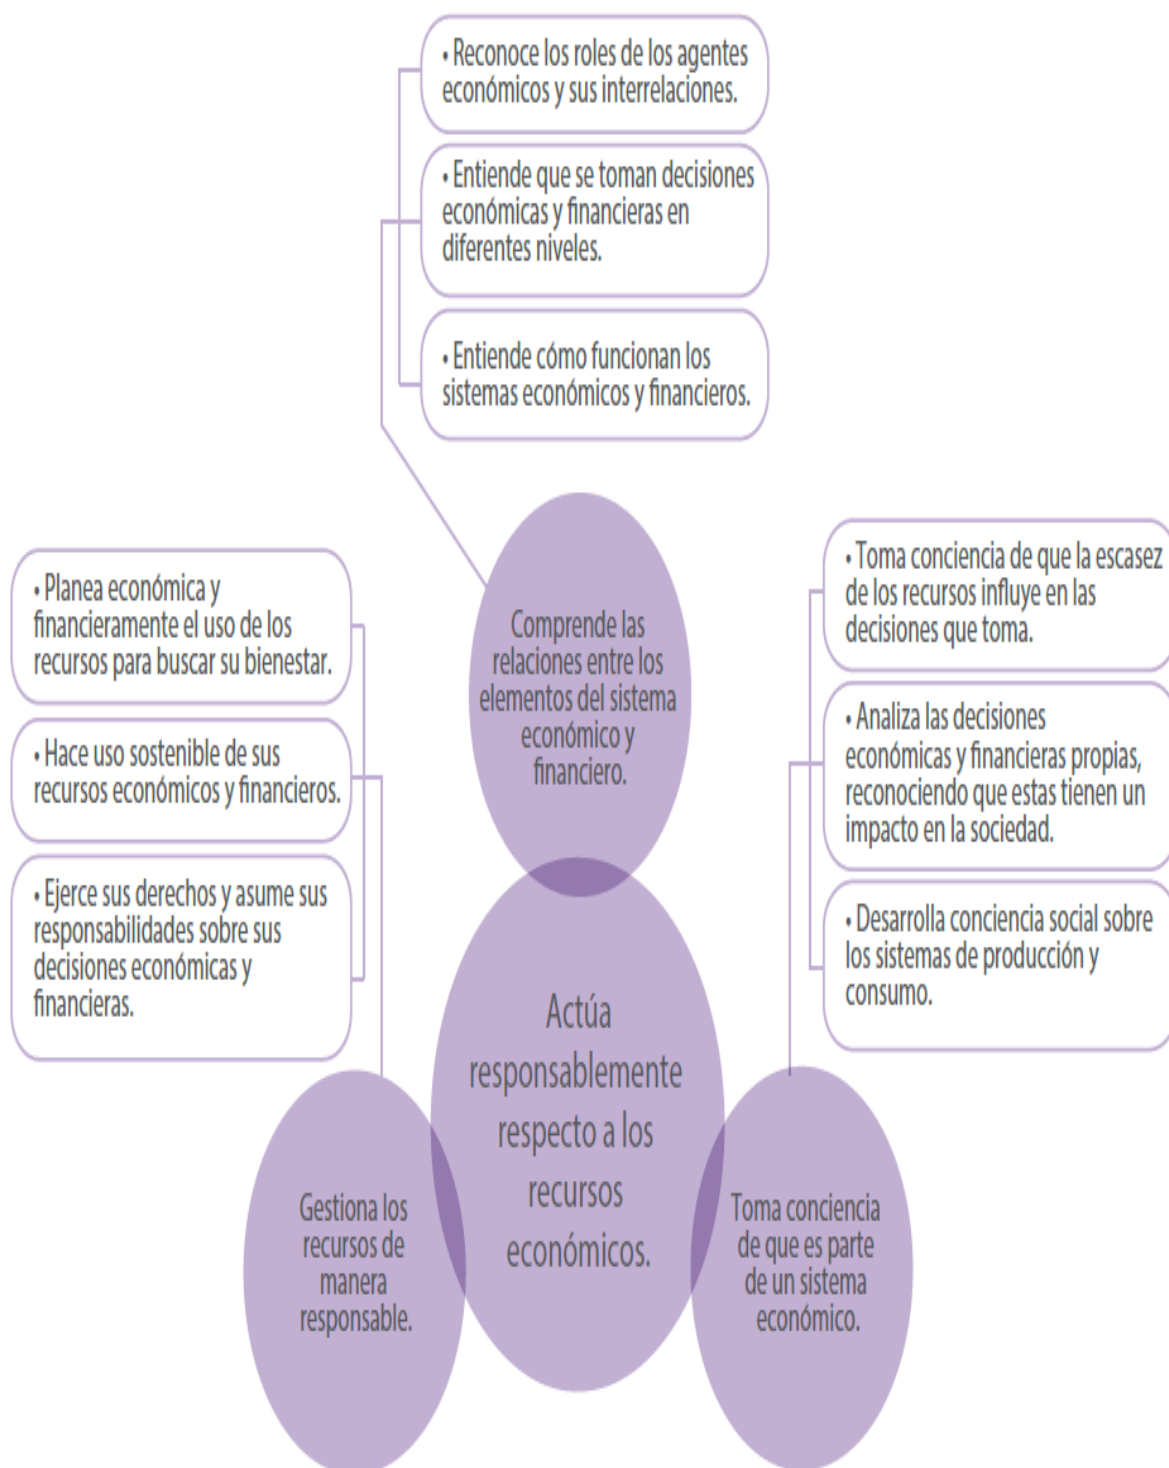 • Reconoce los roles de los agentes
económicos y sus interrelaciones.
• Entiende que se toman decisiones
económicas y financieras en
diferentes niveles.
• Entiende cómo funcionan los
sistemas económicos y financieros.
Comprende las
relaciones entre los
elementos del sistema
económico y
financiero.
• Planea económica y
financieramente el uso de los
recursos para buscar su bienestar.
• Hace uso sostenible de sus
recursos económicos y financieros.
• Ejerce sus derechos y asume sus
responsabilidades sobre sus
decisiones económicas y
financieras.
• Toma conciencia de que la escasez
de los recursos influye en las
decisiones que toma.
• Analiza las decisiones
económicas y financieras propias,
reconociendo que estas tienen un
impacto en la sociedad.
• Desarrolla conciencia social sobre
los sistemas de producción y
consumo.
Actúa
responsablemente
respecto a los
recursos
económicos.
Gestiona los
recursos de
manera
responsable.
Toma conciencia
de que es parte
de un sistema
económico.